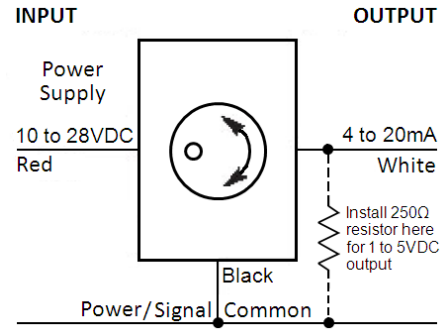 INPUT
OUTPUT
Power
Supply
10 to 28VDC
Red
4 to 20mA
White
Install 250Ω
resistor here
for 1 to 5VDC
output
Black
Power/Signal Common